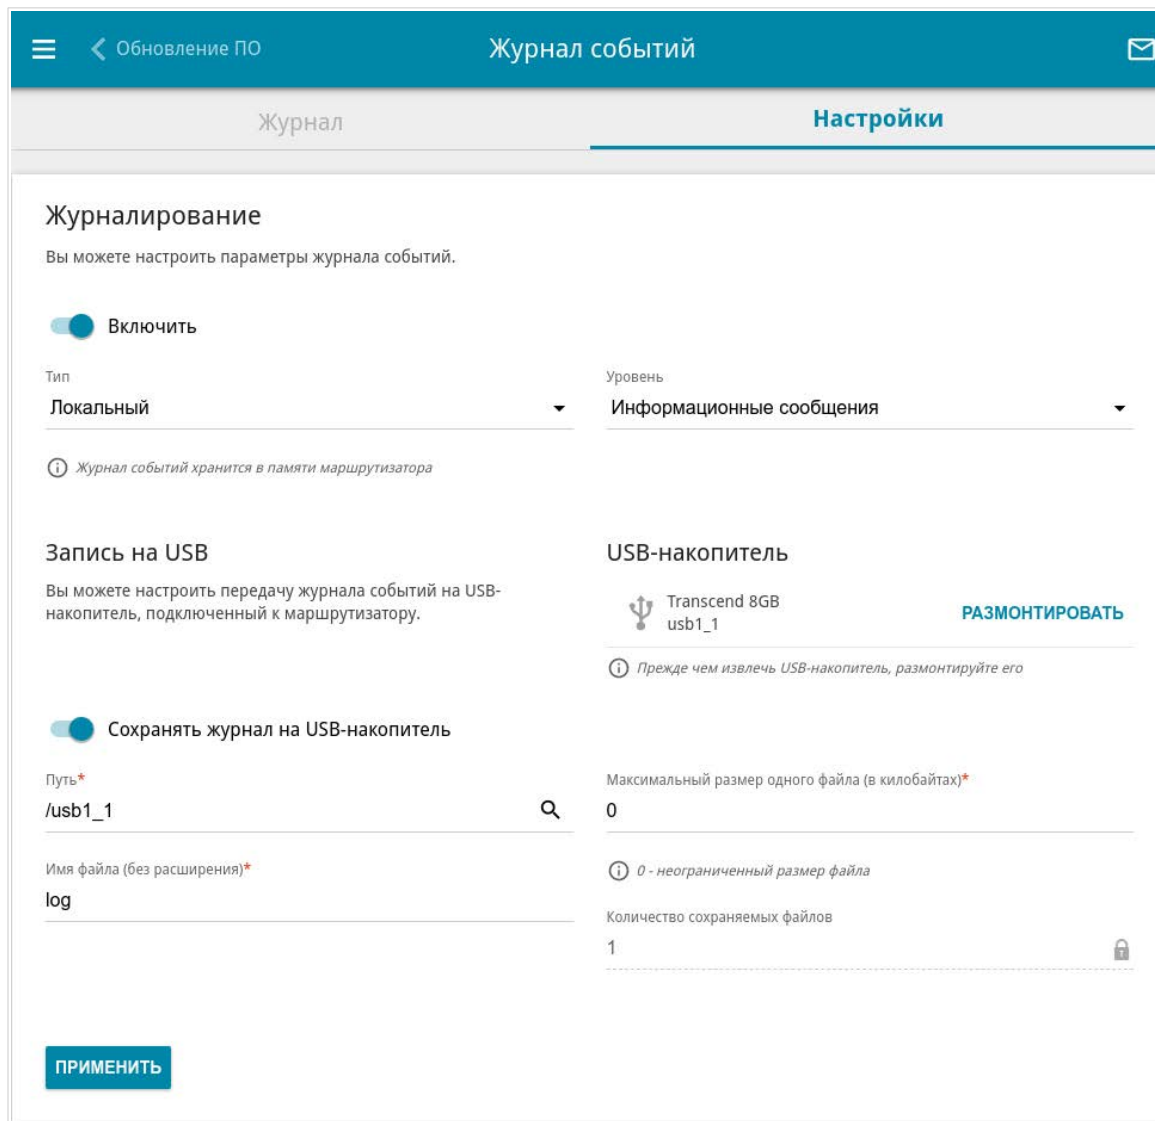 Обновление ПО
Журнал событий
Журнал
Настройки
Журналирование
Вы можете настроить параметры журнала событий.
Включить
Тип
Локальный
Уровень
Информационные сообщения
Журнал событий хранится в памяти маршрутизатора
Запись на USB
Вы можете настроить передачу журнала событий на USB-
накопитель, подключенный к маршрутизатору.
USB-накопитель
Transcend 8GB
usb1_1
РАЗМОНТИРОВАТЬ
Прежде чем извлечь USB-накопитель, размонтируйте его
Сохранять журнал на USB-накопитель
Путь*
/usb1_1
Имя файла (без расширения)*
log
Максимальный размер одного файла (в килобайтах)*
0
0 - неограниченный размер файла
Количество сохраняемых файлов
1
ПРИМЕНИТЬ